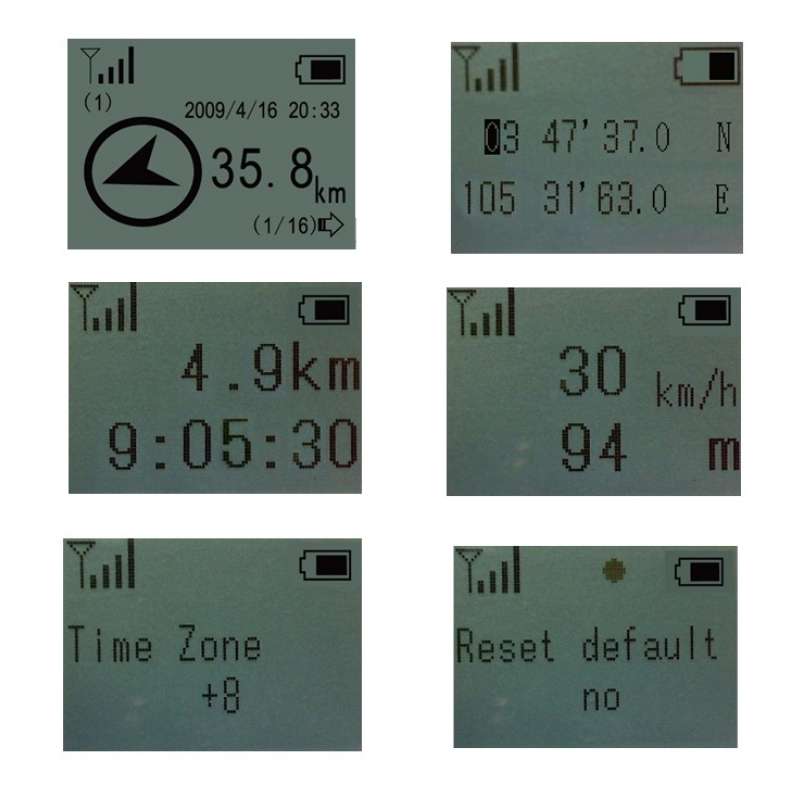 (1)
2009/4/16 20:33
35.8km
(1/16)
03 47'37.0 N
105 31'63.0 E
4.9km
9:05:30
30 km/h
94 m
Time Zone
+8
Reset default
no